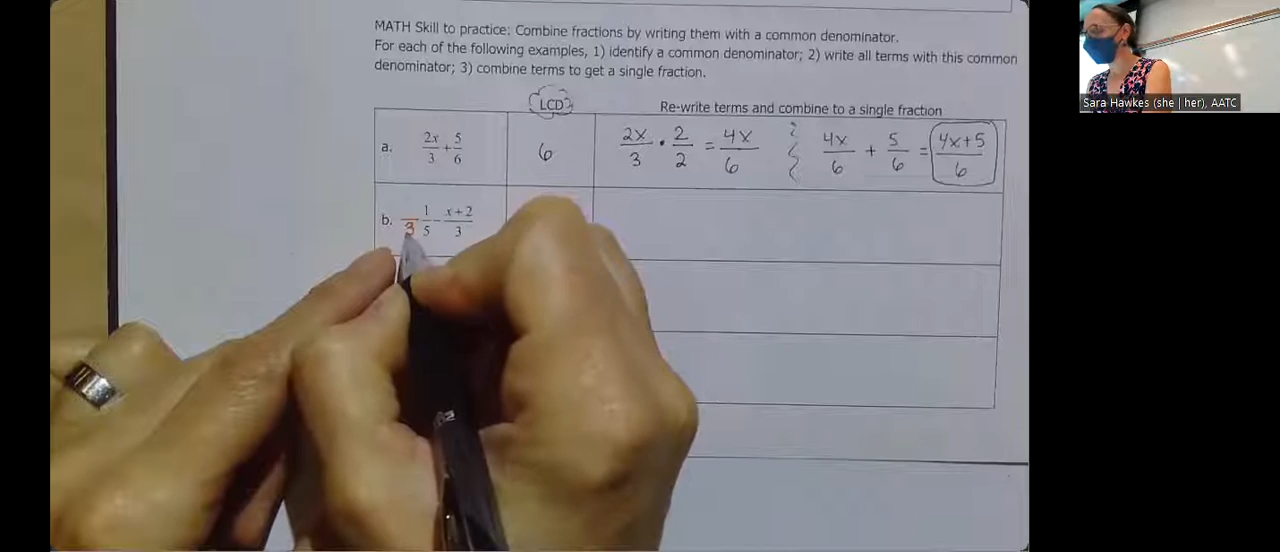 MATH Skill to practice: Combine fractions by writing them with a common denominator.
For each of the following examples, 1) identify a common denominator; 2) write all terms with this common
denominator; 3) combine terms to get a single fraction.
LCD Re-write terms and combine to a single fraction
a. 2x/3 + 5/6 6 2x/3 · 2/2 = 4x/6 4x/6 + 5/6 = 4x+5/6
b. /3 1/5 - x+2/3
Sara Hawkes (she | her), AATC